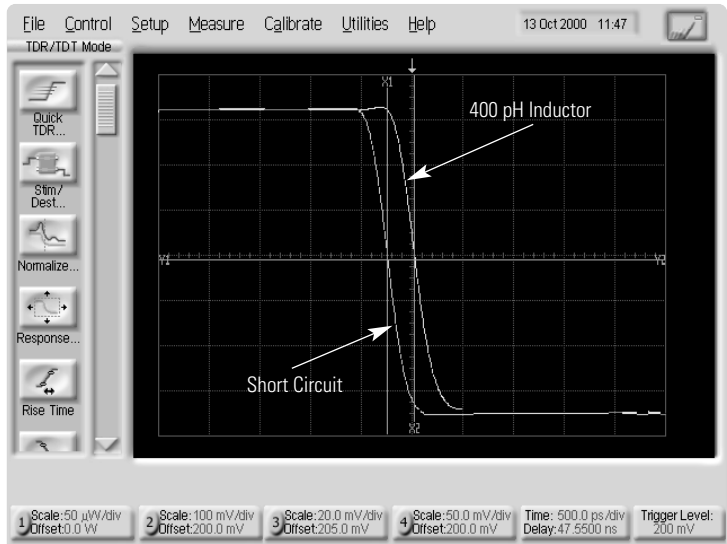 File Control Setup Measure Calibrate Utilities Help 13 Oct 2000 11:47
TDR/TDT Mode
Quick
TDR...
Stim/
Dest...
Normalize...
Response...
Rise Time
X1
400 pH Inductor
Y1
Y2
Short Circuit
X2
1 Scale:50 µW/div
Offset:0.0 W
2 Scale:100 mV/div
Offset:200.0 mV
3 Scale:20.0 mV/div
Offset:205.0 mV
4 Scale:50.0 mV/div
Offset:200.0 mV
Time: 500.0 ps/div
Delay:47.5500 ns
Trigger Level:
200 mV